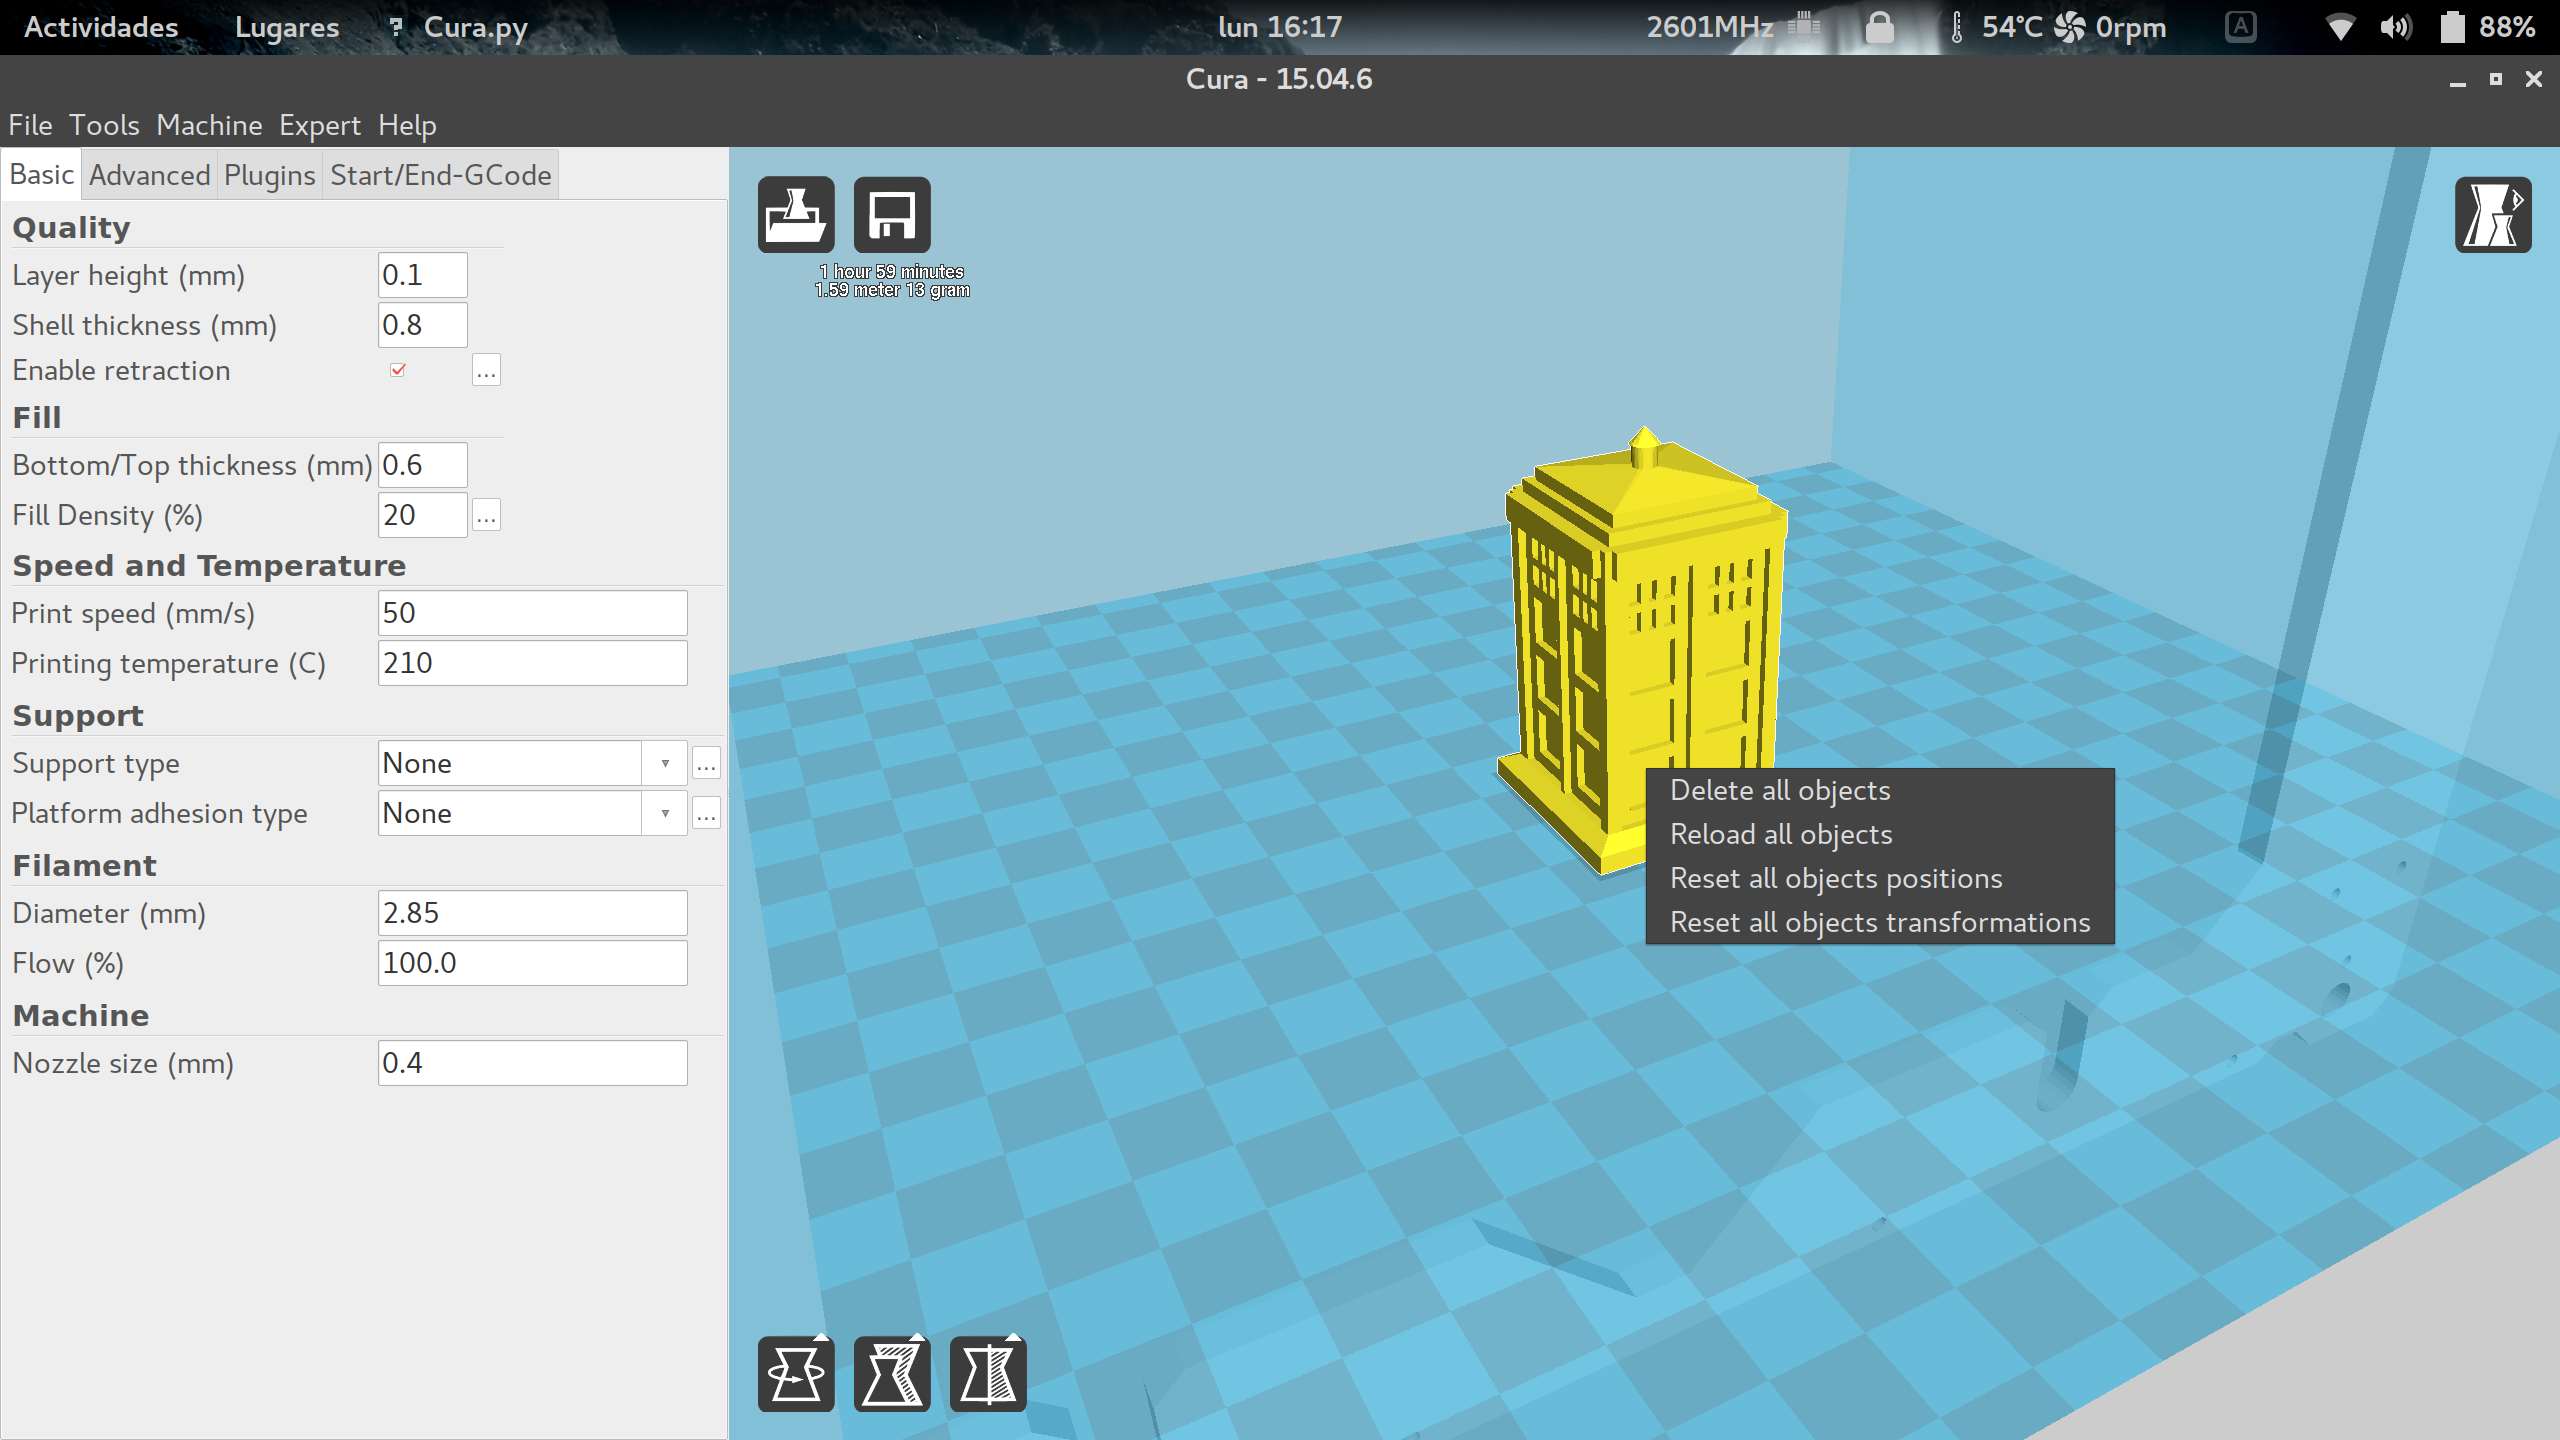 Actividades Lugares ? Cura.py lun 16:17 2601MHz 54°C 0rpm A 88%
Cura - 15.04.6
File Tools Machine Expert Help
Basic Advanced Plugins Start/End-GCode
Quality
Layer height (mm) 0.1
Shell thickness (mm) 0.8
Enable retraction ...
Fill
Bottom/Top thickness (mm) 0.6
Fill Density (%) 20 ...
Speed and Temperature
Print speed (mm/s) 50
Printing temperature (C) 210
Support
Support type None ...
Platform adhesion type None ...
Filament
Diameter (mm) 2.85
Flow (%) 100.0
Machine
Nozzle size (mm) 0.4
1 hour 59 minutes
1.59 meter 13 gram
Delete all objects
Reload all objects
Reset all objects positions
Reset all objects transformations